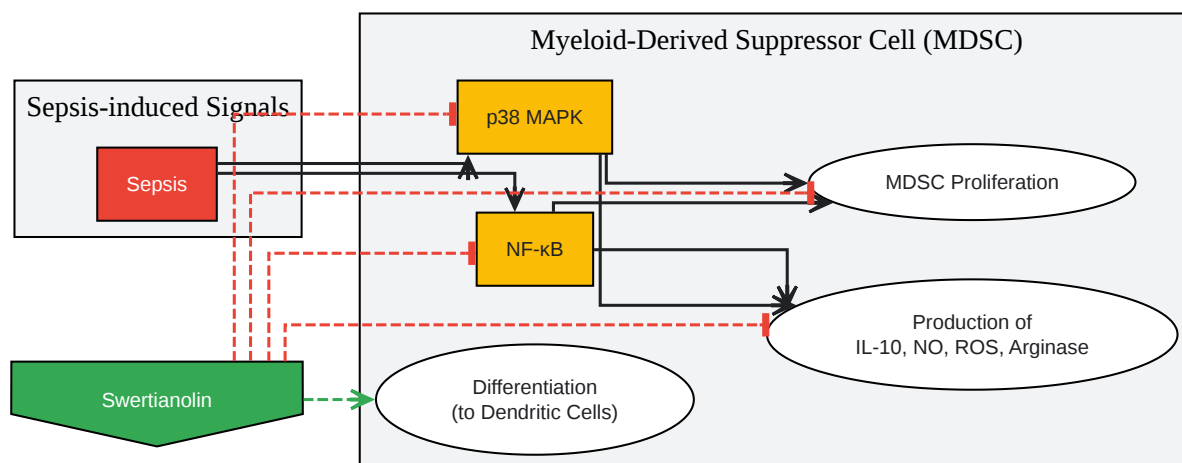 Myeloid-Derived Suppressor Cell (MDSC)
Sepsis-induced Signals
p38 MAPK
Sepsis
MDSC Proliferation
NF-κB
Production of
IL-10, NO, ROS, Arginase
Swertianolin
Differentiation
(to Dendritic Cells)